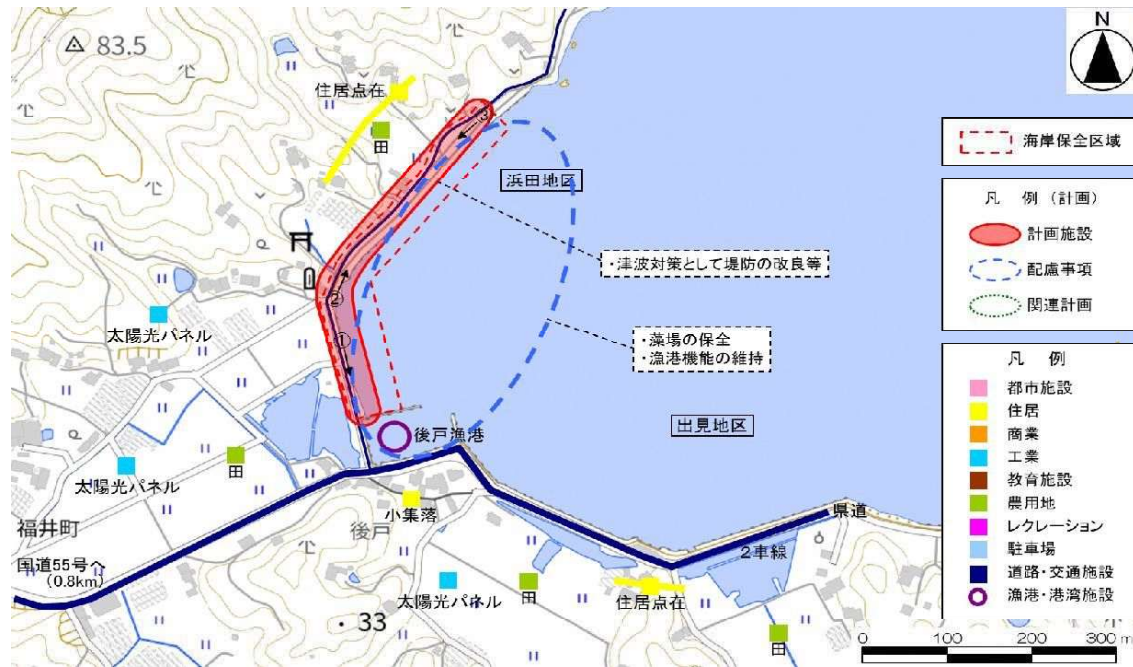 N
83.5
住居点在
田
③
浜田地区
・津波対策として堤防の改良等
②
太陽光パネル
①
・藻場の保全
・漁港機能の維持
出見地区
後戸漁港
太陽光パネル
田
小集落
福井町
後戸
国道55号へ
(0.8km)
県道
2車線
太陽光パネル
田
住居点在
33
田
海岸保全区域
凡 例 (計画)
計画施設
配慮事項
関連計画
凡 例
都市施設
住居
商業
工業
教育施設
農用地
レクレーション
駐車場
道路・交通施設
漁港・港湾施設
0 100 200 300 m